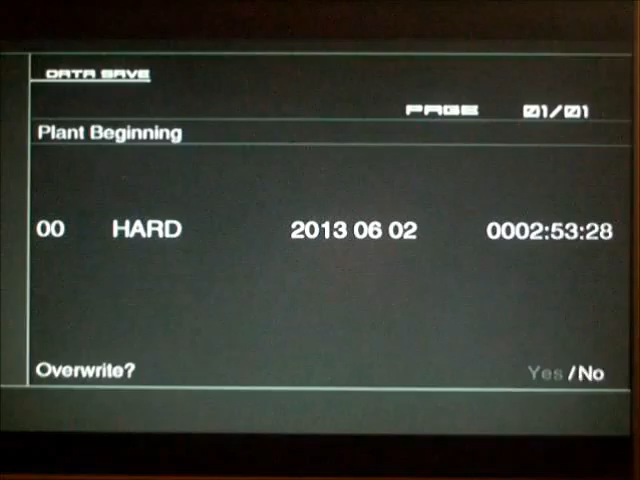 DATA SAVE
PAGE 01/01
Plant Beginning
00 HARD 2013 06 02 0002:53:28
Overwrite? Yes/No